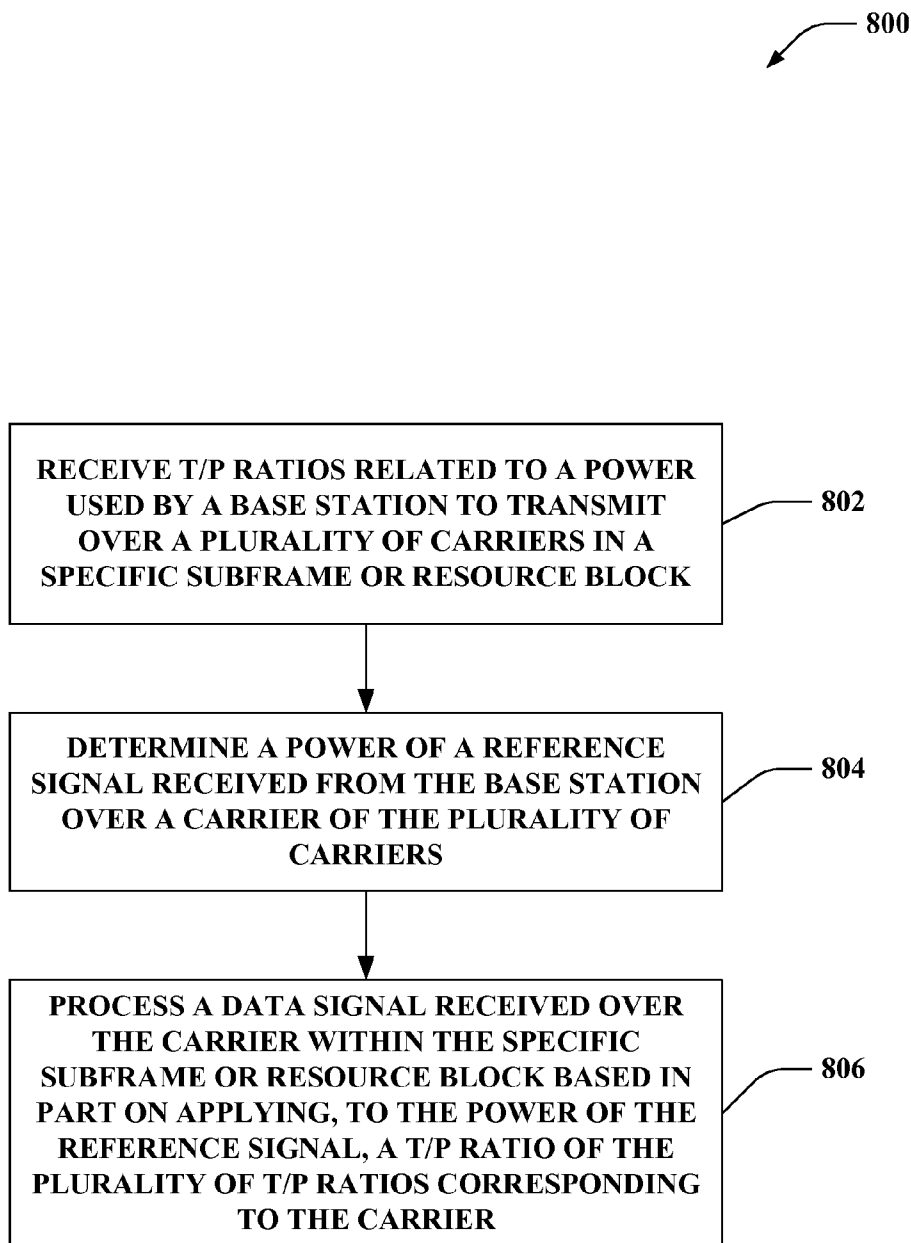 800
RECEIVE T/P RATIOS RELATED TO A POWER
USED BY A BASE STATION TO TRANSMIT
OVER A PLURALITY OF CARRIERS IN A
SPECIFIC SUBFRAME OR RESOURCE BLOCK
802
DETERMINE A POWER OF A REFERENCE
SIGNAL RECEIVED FROM THE BASE STATION
OVER A CARRIER OF THE PLURALITY OF
CARRIERS
804
PROCESS A DATA SIGNAL RECEIVED OVER
THE CARRIER WITHIN THE SPECIFIC
SUBFRAME OR RESOURCE BLOCK BASED IN
PART ON APPLYING, TO THE POWER OF THE
REFERENCE SIGNAL, A T/P RATIO OF THE
PLURALITY OF T/P RATIOS CORRESPONDING
TO THE CARRIER
806